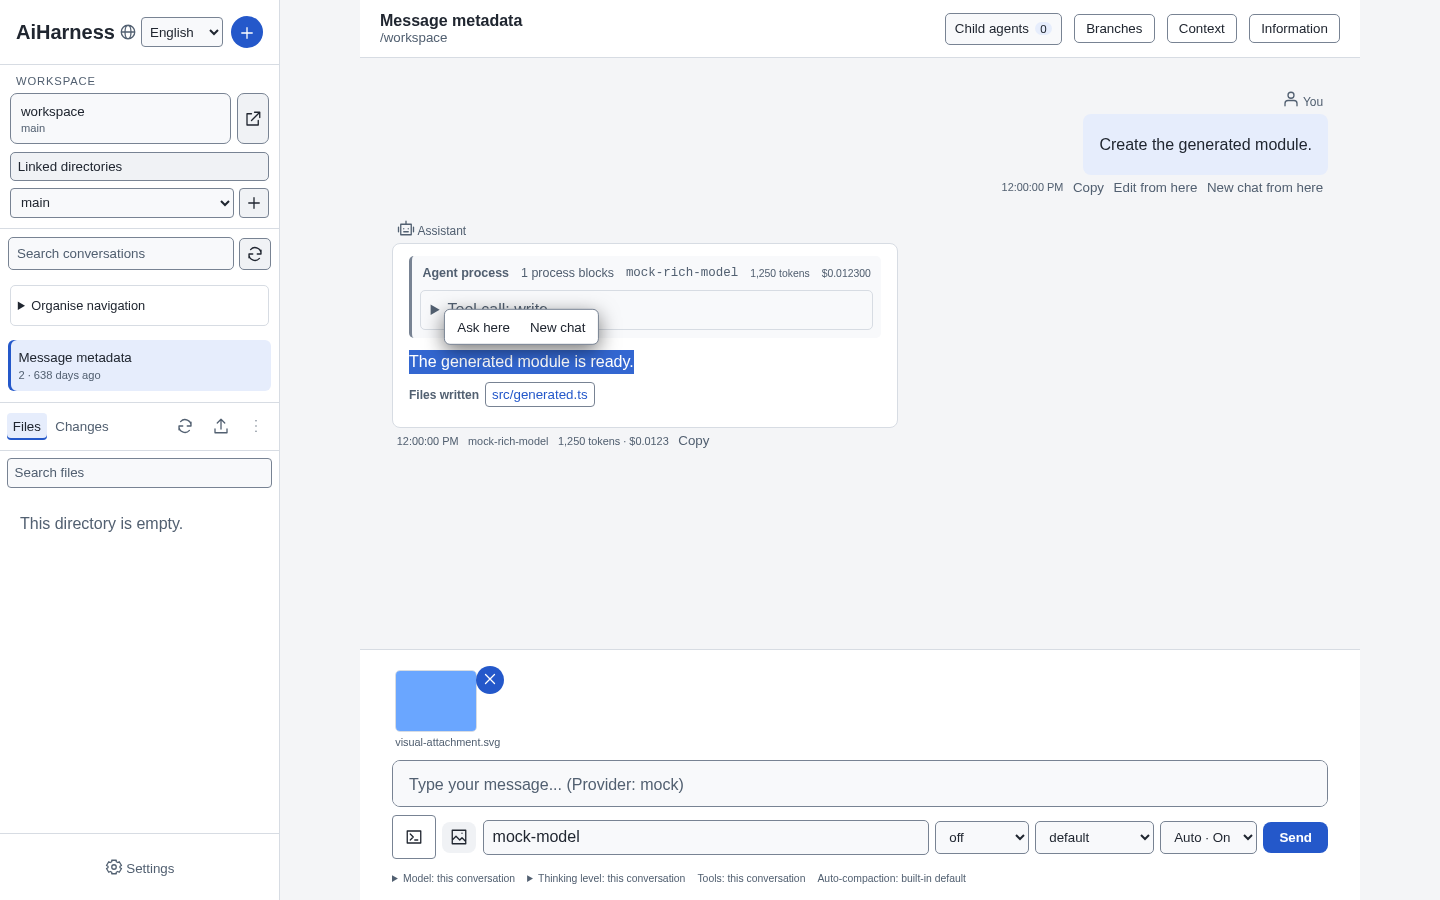 AiHarness
English
WORKSPACE
workspace
main
Linked directories
main
Search conversations
Organise navigation
Message metadata
2 · 638 days ago
Files
Changes
Search files
This directory is empty.
Settings
Message metadata
/workspace
Child agents 0
Branches
Context
Information
You
Create the generated module.
12:00:00 PM Copy Edit from here New chat from here
Assistant
Agent process 1 process blocks mock-rich-model 1,250 tokens $0.012300
Tool call: write
Ask here New chat
The generated module is ready.
Files written src/generated.ts
12:00:00 PM mock-rich-model 1,250 tokens · $0.0123 Copy
visual-attachment.svg
Type your message... (Provider: mock)
mock-model
off
default
Auto · On
Send
Model: this conversation Thinking level: this conversation Tools: this conversation Auto-compaction: built-in default